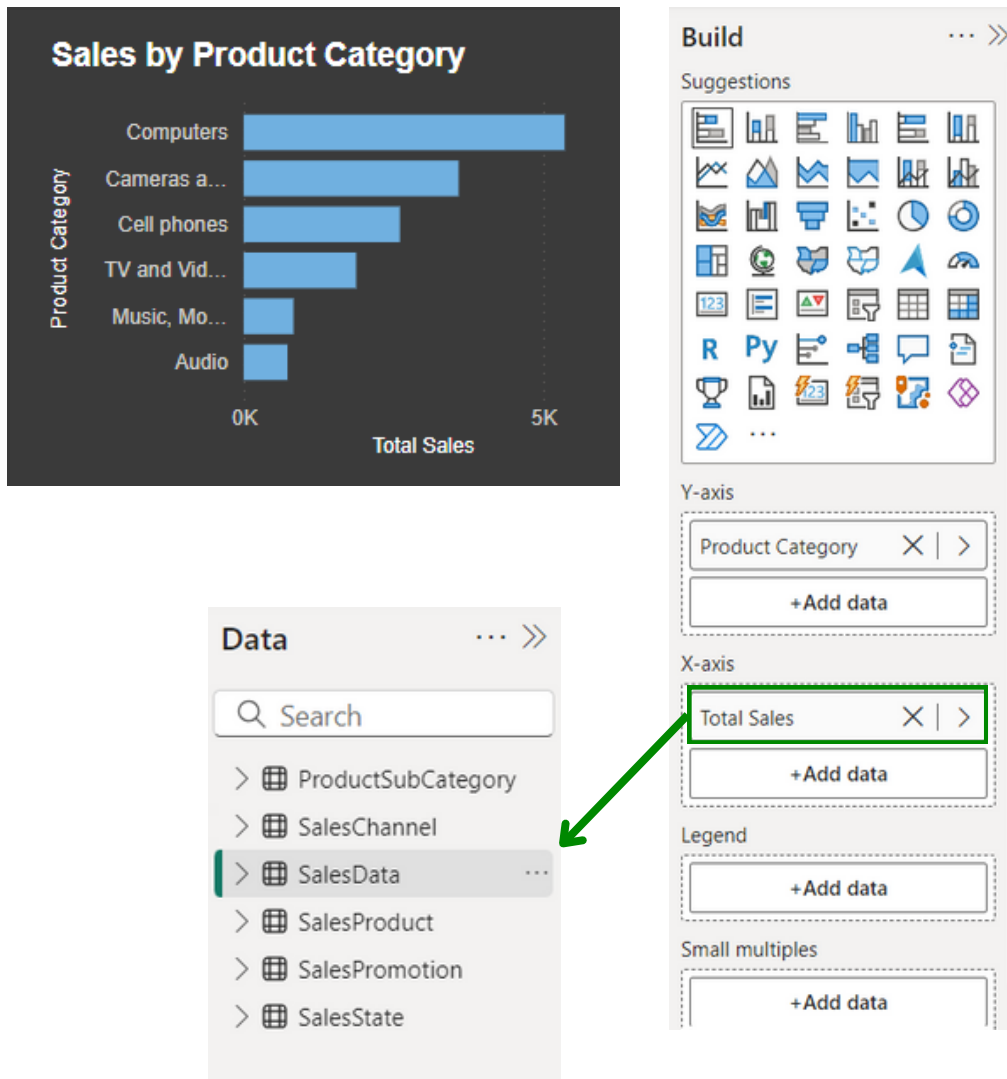 Sales by Product Category
Product Category
Computers
Cameras a...
Cell phones
TV and Vid...
Music, Mo...
Audio
0K 5K
Total Sales
Build ...
Suggestions
123
R Py
123
...
Y-axis
Product Category
+Add data
X-axis
Total Sales
+Add data
Legend
+Add data
Small multiples
+Add data
Data ...
Search
ProductSubCategory
SalesChannel
SalesData ...
SalesProduct
SalesPromotion
SalesState